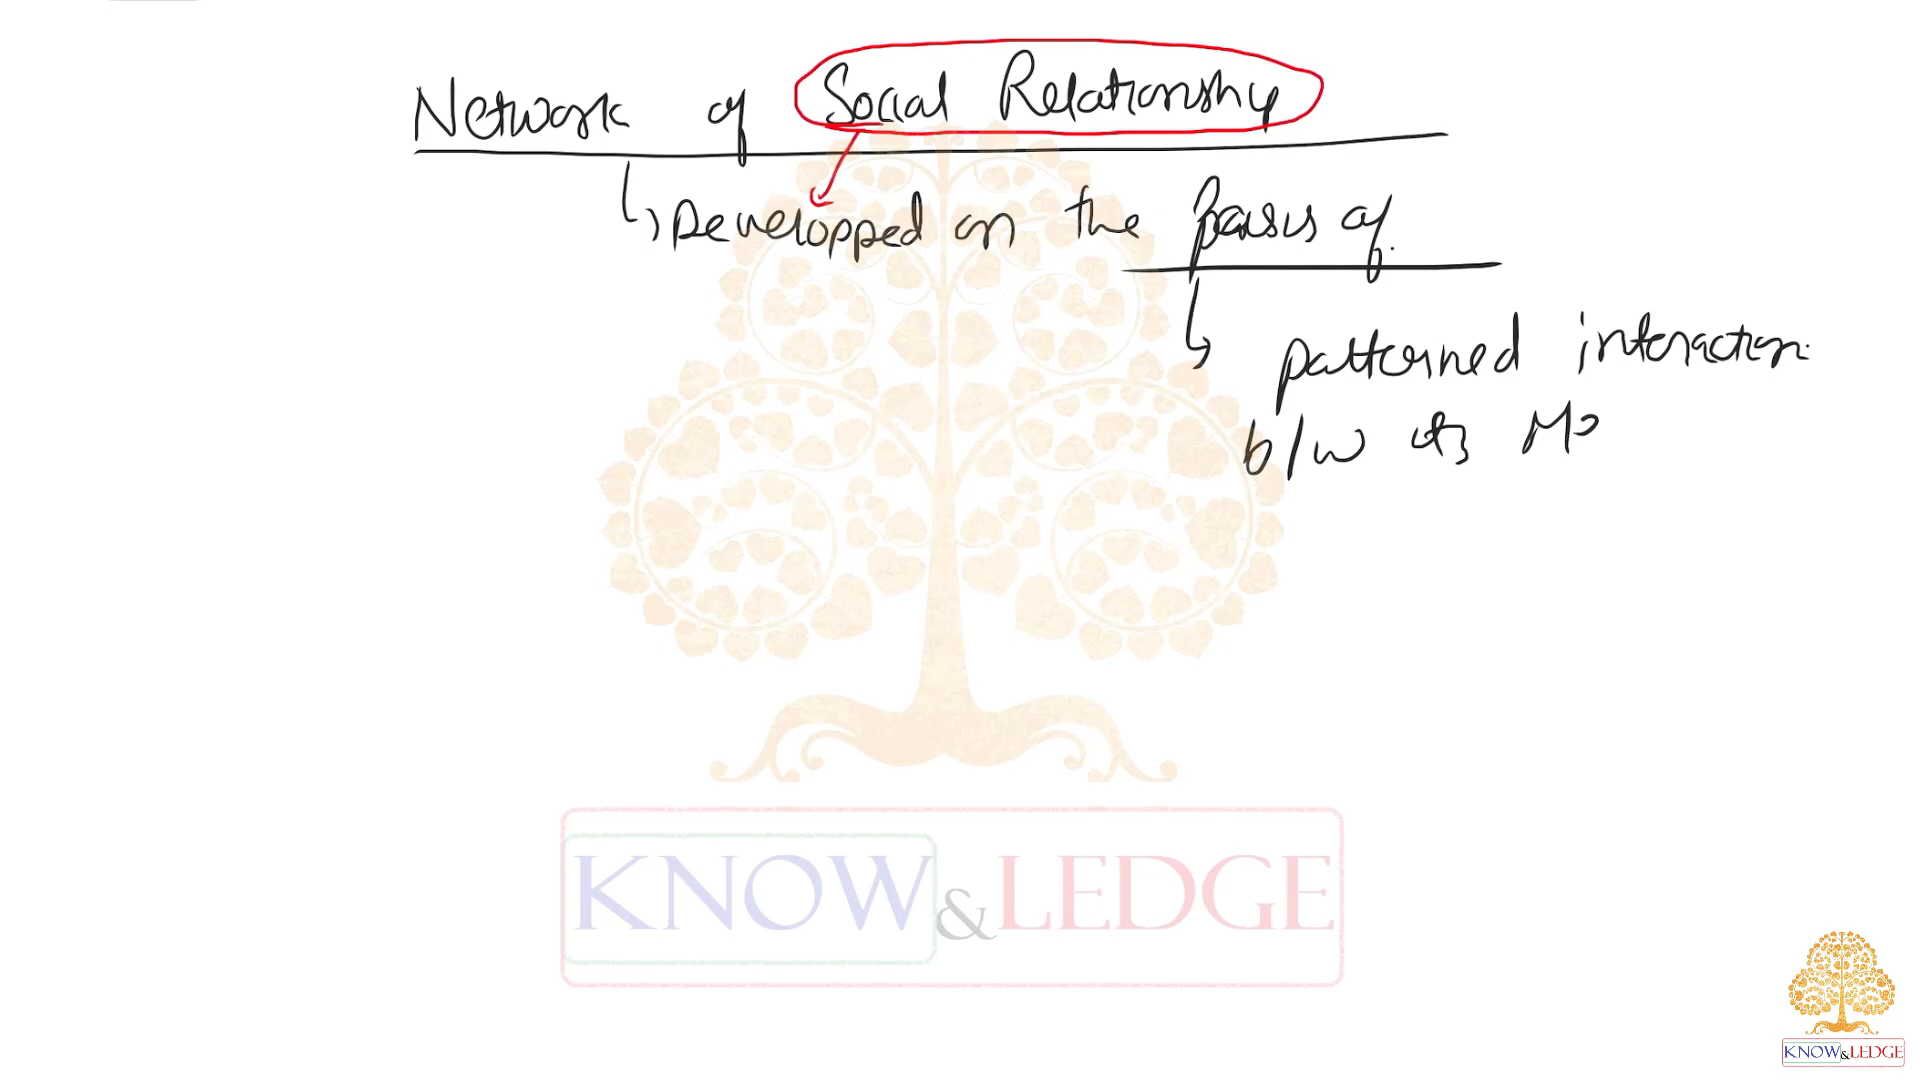 Network of Social Relationship
Developped on the basis of
patterned interaction
b/w its
KNOW&LEDGE
KNOW&LEDGE